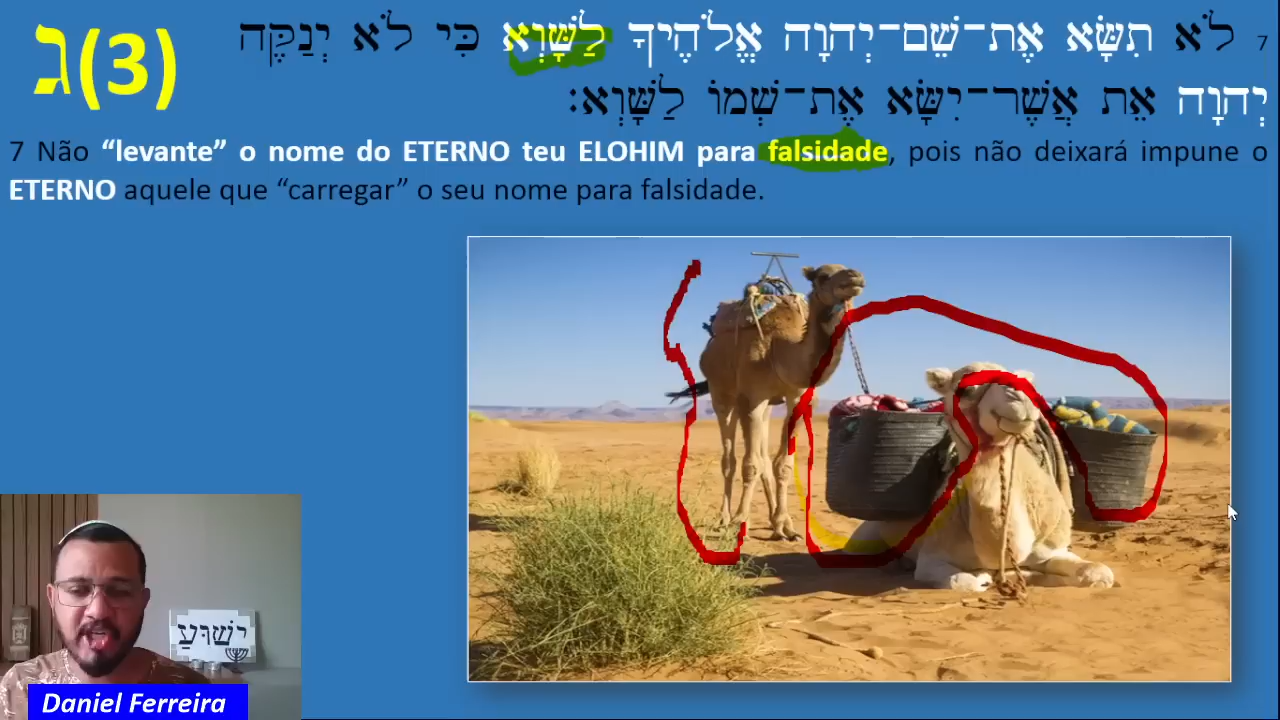 ג(3)
7 לֹא תִשָּׂא אֶת־שֵׁם־יְהוָה אֱלֹהֶיךָ לַשָּׁוְא כִּי לֹא יְנַקֶּה
יְהוָה אֵת אֲשֶׁר־יִשָּׂא אֶת־שְׁמוֹ לַשָּׁוְא׃
7 Não “levante” o nome do ETERNO teu ELOHIM para falsidade, pois não deixará impune o
ETERNO aquele que “carregar” o seu nome para falsidade.
ישׁוּעַ
Daniel Ferreira